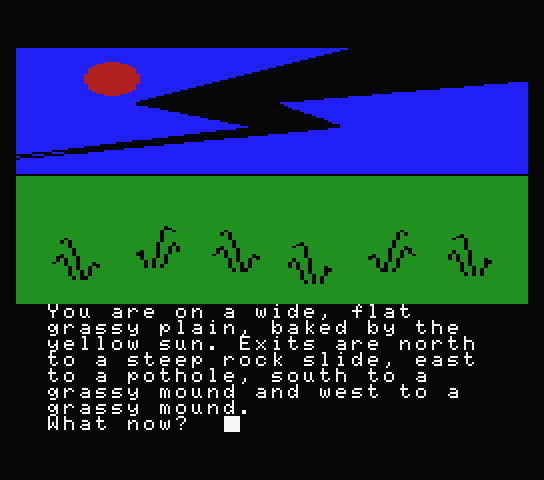 You are on a wide, flat
grassy plain, baked by the
yellow sun. Exits are north
to a steep rock slide, east
to a pothole, south to a
grassy mound and west to a
grassy mound.
What now?